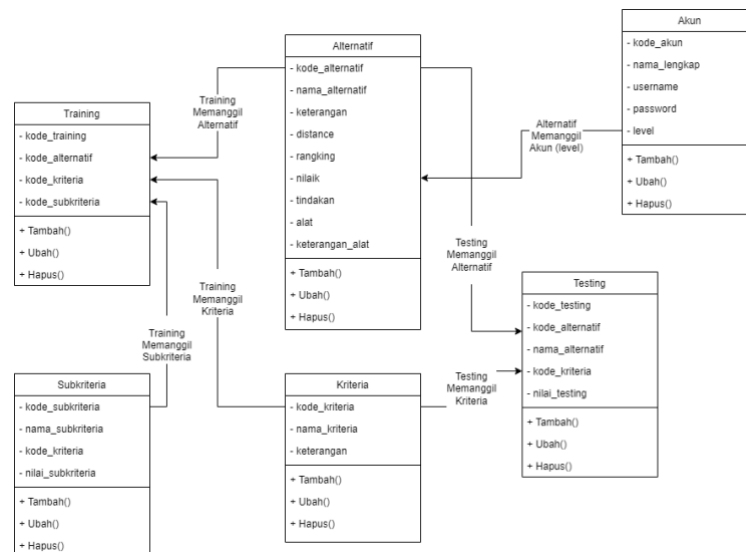 Alternatif
- kode_alternatif
- nama_alternatif
- keterangan
- distance
- rangking
- nilaik
- tindakan
- alat
- keterangan_alat
+ Tambah()
+ Ubah()
+ Hapus()
Akun
- kode_akun
- nama_lengkap
- username
- password
- level
+ Tambah()
+ Ubah()
+ Hapus()
Training
- kode_training
- kode_alternatif
- kode_kriteria
- kode_subkriteria
+ Tambah()
+ Ubah()
+ Hapus()
Training
Memanggil
Alternatif
Alternatif
Memanggil
Akun (level)
Testing
Memanggil
Alternatif
Training
Memanggil
Kriteria
Training
Memanggil
Subkriteria
Testing
- kode_testing
- kode_alternatif
- nama_alternatif
- kode_kriteria
- nilai_testing
+ Tambah()
+ Ubah()
+ Hapus()
Testing
Memanggil
Kriteria
Subkriteria
- kode_subkriteria
- nama_subkriteria
- kode_kriteria
- nilai_subkriteria
+ Tambah()
+ Ubah()
+ Hapus()
Kriteria
- kode_kriteria
- nama_kriteria
- keterangan
+ Tambah()
+ Ubah()
+ Hapus()